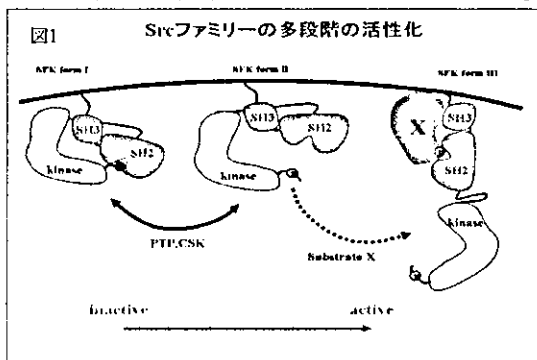 図1 Srcファミリーの多段階の活性化
SFK form I SFK form II SFK form III
SH3
SH2
kinase
SH3
SH2
kinase
X
SH3
SH2
kinase
PTP,CSK
Substrate X
inactive active